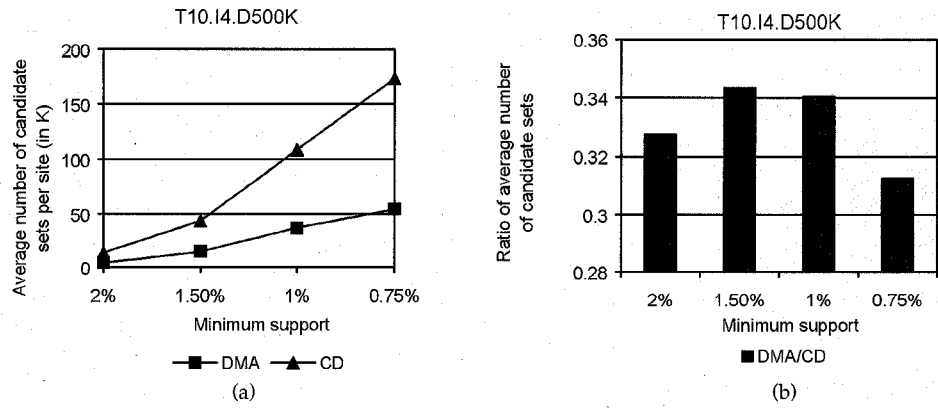 T10.I4.D500K
Average number of candidate
sets per site (in K)
200
150
100
50
0
2% 1.50% 1% 0.75%
Minimum support
DMA CD
(a)
T10.I4.D500K
Ratio of average number
of candidate sets
0.36
0.34
0.32
0.3
0.28
2% 1.50% 1% 0.75%
Minimum support
DMA/CD
(b)